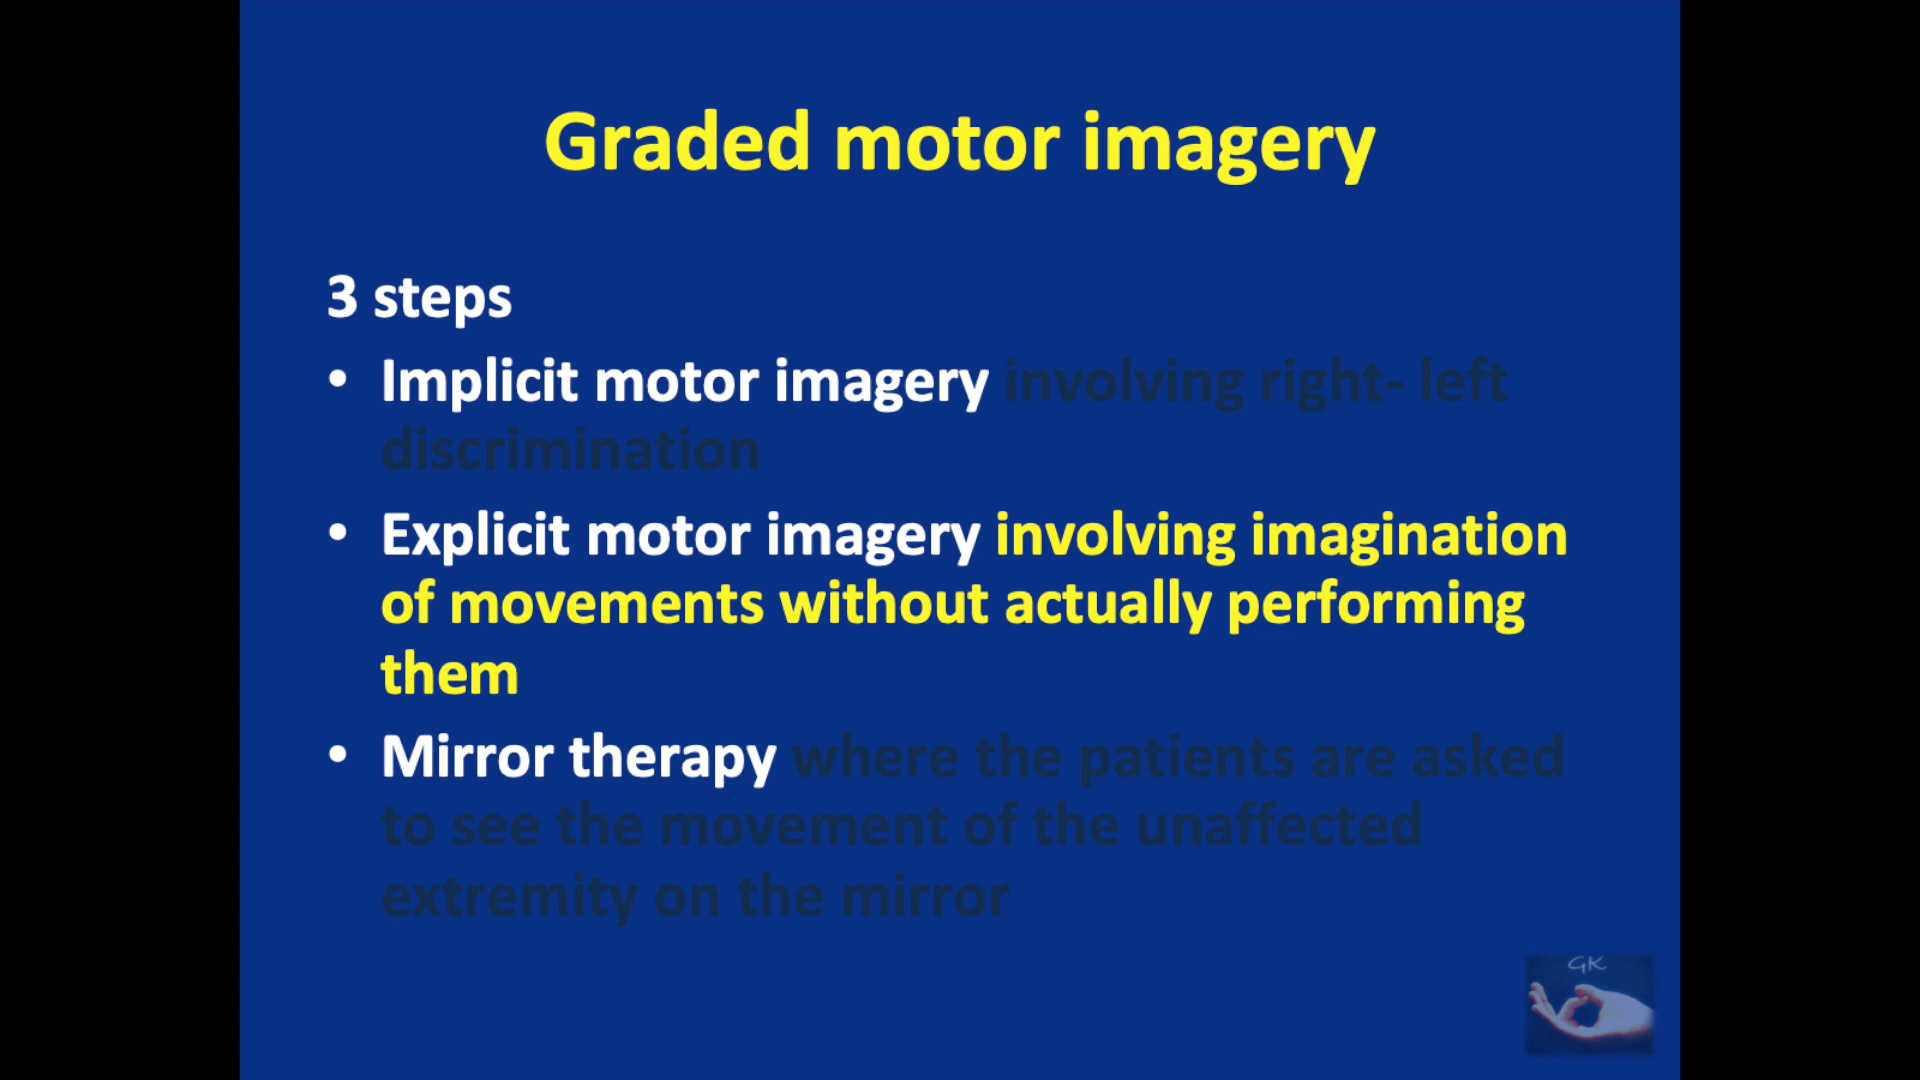 Graded motor imagery
3 steps
• Implicit motor imagery involving right- left
discrimination
• Explicit motor imagery involving imagination
of movements without actually performing
them
• Mirror therapy where the patients are asked
to see the movement of the unaffected
extremity on the mirror
GK